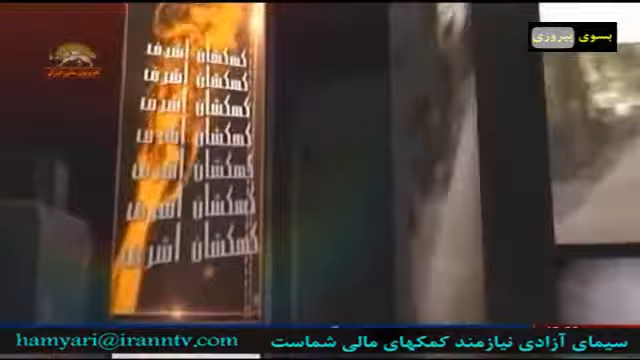 بسوی پیروزی
کهکشان اشرف
کهکشان اشرف
کهکشان اشرف
کهکشان اشرف
کهکشان اشرف
کهکشان اشرف
کهکشان اشرف
سیمای آزادی نیازمند کمکهای مالی شماست hamyari@iranntv.com